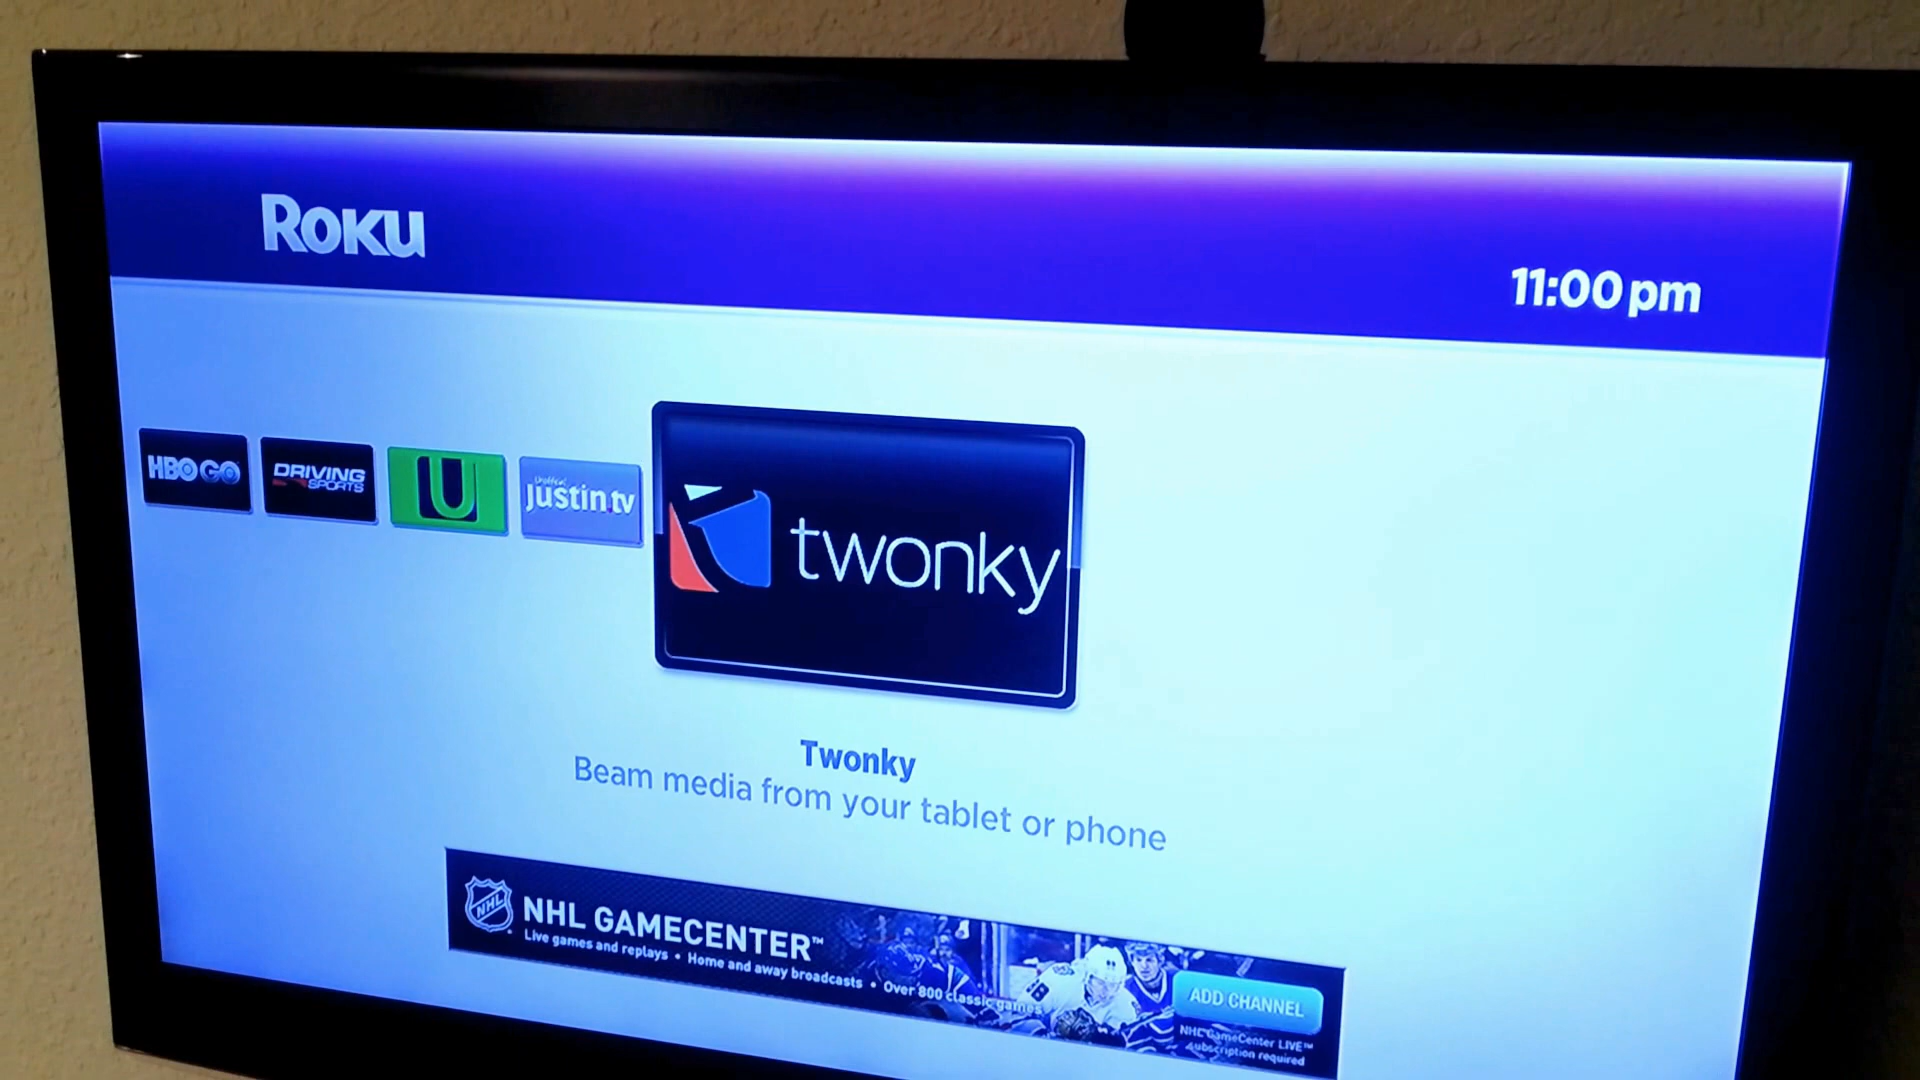 ROKU
11:00 pm
HBO GO
DRIVING
SPORTS
U
Unofficial
Justin.tv
twonky
Twonky
Beam media from your tablet or phone
NHL
NHL GAMECENTER™
Live games and replays • Home and away broadcasts • Over 800 classic games
ADD CHANNEL
NHL GameCenter LIVE™
subscription required